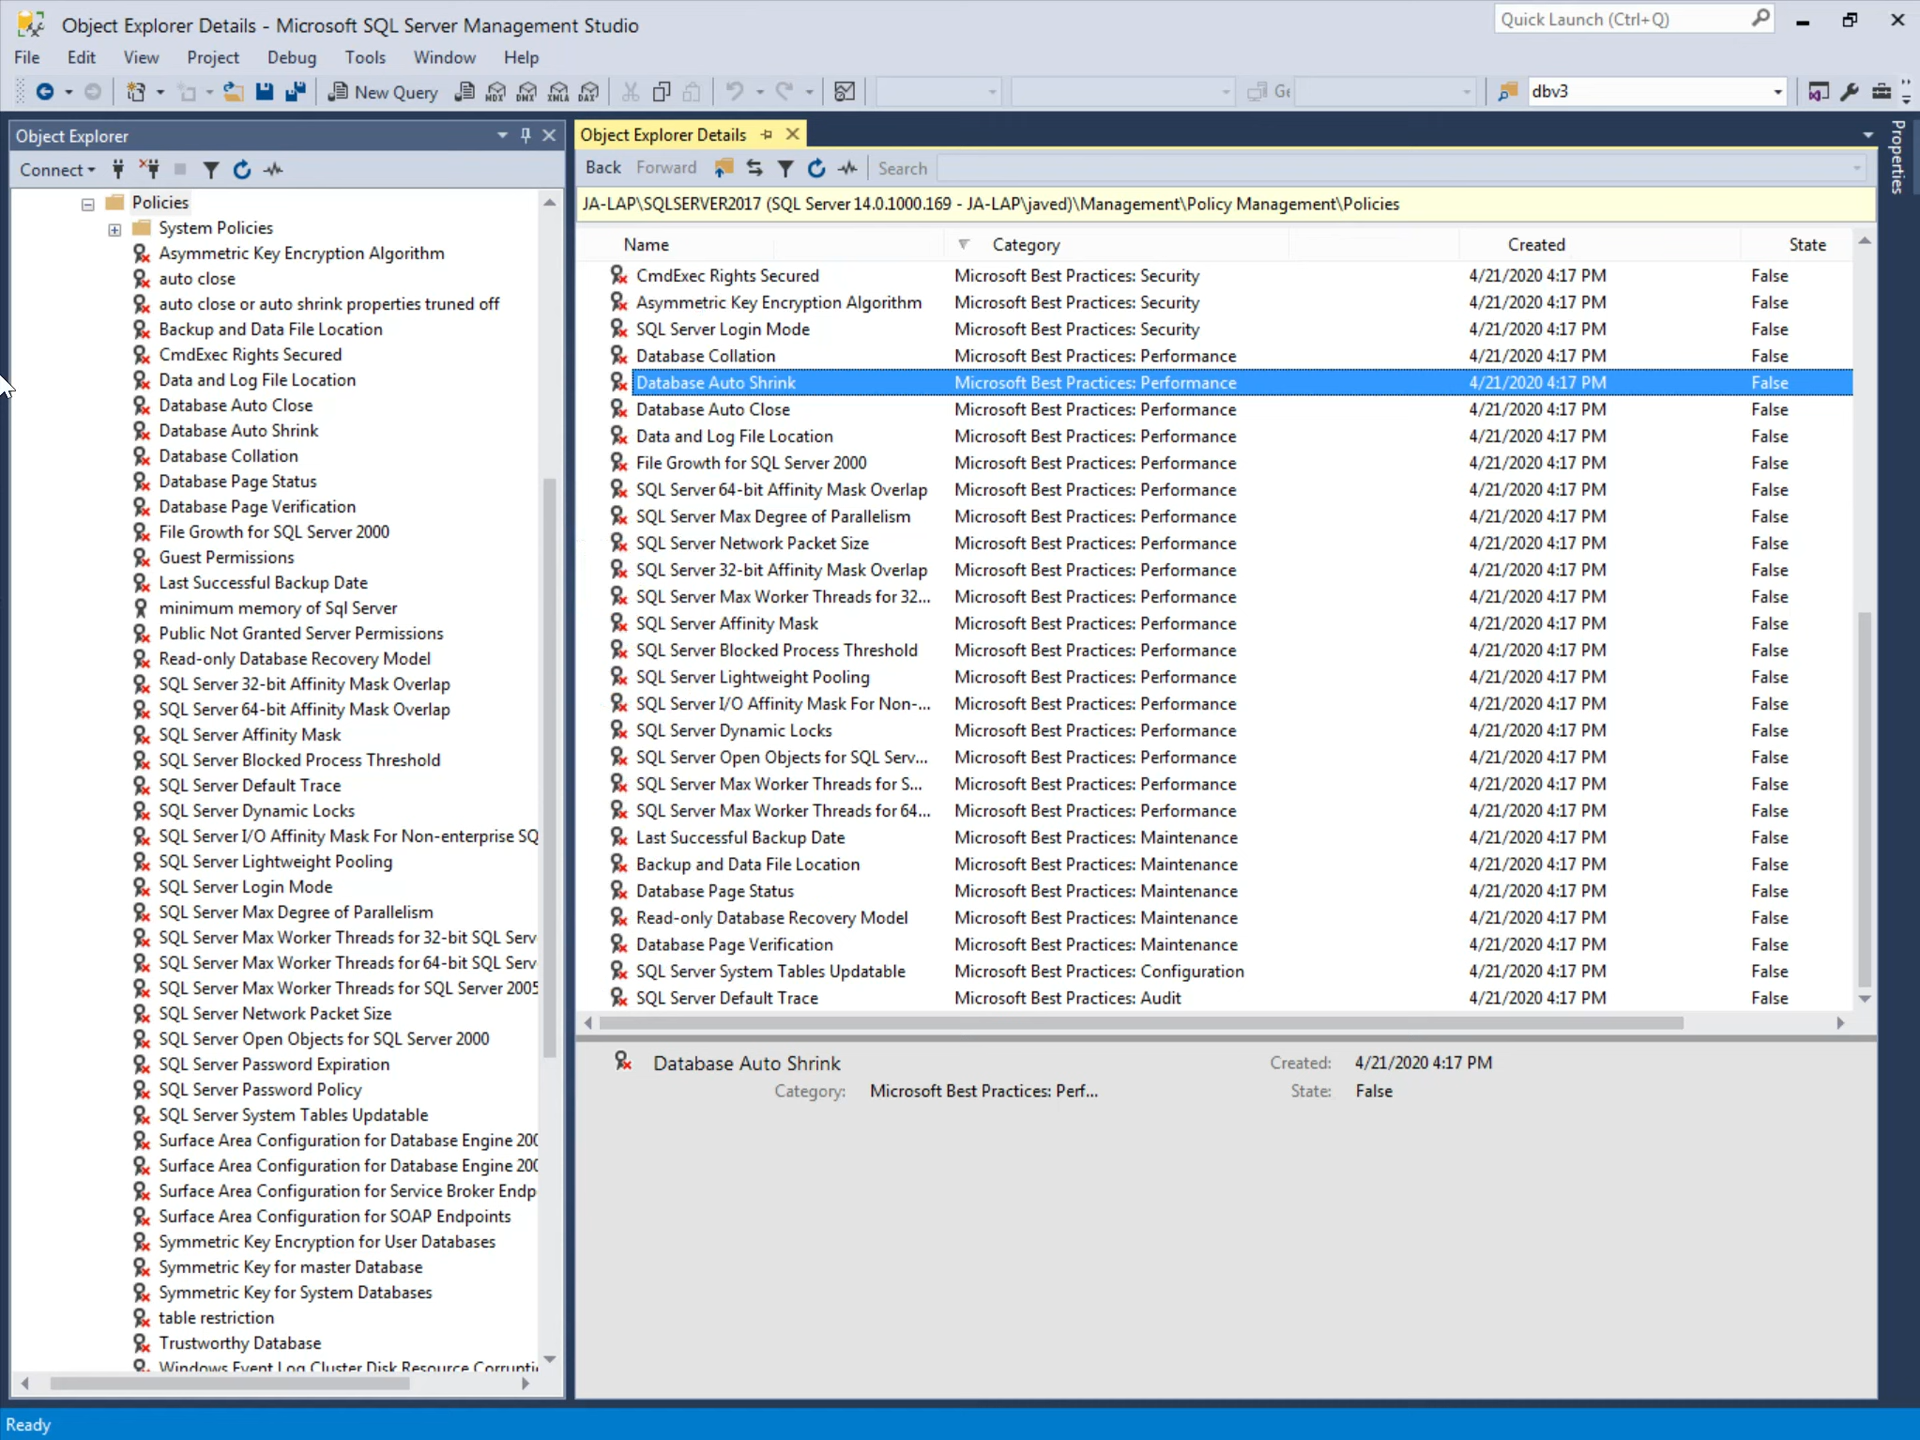 Object Explorer Details - Microsoft SQL Server Management Studio
Quick Launch (Ctrl+Q)
File Edit View Project Debug Tools Window Help
New Query
MDX DMX XMLA DAX
dbv3
Object Explorer
Connect
Policies
System Policies
Asymmetric Key Encryption Algorithm
auto close
auto close or auto shrink properties truned off
Backup and Data File Location
CmdExec Rights Secured
Data and Log File Location
Database Auto Close
Database Auto Shrink
Database Collation
Database Page Status
Database Page Verification
File Growth for SQL Server 2000
Guest Permissions
Last Successful Backup Date
minimum memory of Sql Server
Public Not Granted Server Permissions
Read-only Database Recovery Model
SQL Server 32-bit Affinity Mask Overlap
SQL Server 64-bit Affinity Mask Overlap
SQL Server Affinity Mask
SQL Server Blocked Process Threshold
SQL Server Default Trace
SQL Server Dynamic Locks
SQL Server I/O Affinity Mask For Non-enterprise SQ
SQL Server Lightweight Pooling
SQL Server Login Mode
SQL Server Max Degree of Parallelism
SQL Server Max Worker Threads for 32-bit SQL Serv
SQL Server Max Worker Threads for 64-bit SQL Serv
SQL Server Max Worker Threads for SQL Server 2005
SQL Server Network Packet Size
SQL Server Open Objects for SQL Server 2000
SQL Server Password Expiration
SQL Server Password Policy
SQL Server System Tables Updatable
Surface Area Configuration for Database Engine 200
Surface Area Configuration for Database Engine 200
Surface Area Configuration for Service Broker Endp
Surface Area Configuration for SOAP Endpoints
Symmetric Key Encryption for User Databases
Symmetric Key for master Database
Symmetric Key for System Databases
table restriction
Trustworthy Database
Windows Event Log Cluster Disk Resource Corrupti
Object Explorer Details
Back Forward Search
JA-LAP\SQLSERVER2017 (SQL Server 14.0.1000.169 - JA-LAP\javed)\Management\Policy Management\Policies
Name Category Created State
CmdExec Rights Secured Microsoft Best Practices: Security 4/21/2020 4:17 PM False
Asymmetric Key Encryption Algorithm Microsoft Best Practices: Security 4/21/2020 4:17 PM False
SQL Server Login Mode Microsoft Best Practices: Security 4/21/2020 4:17 PM False
Database Collation Microsoft Best Practices: Performance 4/21/2020 4:17 PM False
Database Auto Shrink Microsoft Best Practices: Performance 4/21/2020 4:17 PM False
Database Auto Close Microsoft Best Practices: Performance 4/21/2020 4:17 PM False
Data and Log File Location Microsoft Best Practices: Performance 4/21/2020 4:17 PM False
File Growth for SQL Server 2000 Microsoft Best Practices: Performance 4/21/2020 4:17 PM False
SQL Server 64-bit Affinity Mask Overlap Microsoft Best Practices: Performance 4/21/2020 4:17 PM False
SQL Server Max Degree of Parallelism Microsoft Best Practices: Performance 4/21/2020 4:17 PM False
SQL Server Network Packet Size Microsoft Best Practices: Performance 4/21/2020 4:17 PM False
SQL Server 32-bit Affinity Mask Overlap Microsoft Best Practices: Performance 4/21/2020 4:17 PM False
SQL Server Max Worker Threads for 32... Microsoft Best Practices: Performance 4/21/2020 4:17 PM False
SQL Server Affinity Mask Microsoft Best Practices: Performance 4/21/2020 4:17 PM False
SQL Server Blocked Process Threshold Microsoft Best Practices: Performance 4/21/2020 4:17 PM False
SQL Server Lightweight Pooling Microsoft Best Practices: Performance 4/21/2020 4:17 PM False
SQL Server I/O Affinity Mask For Non-... Microsoft Best Practices: Performance 4/21/2020 4:17 PM False
SQL Server Dynamic Locks Microsoft Best Practices: Performance 4/21/2020 4:17 PM False
SQL Server Open Objects for SQL Serv... Microsoft Best Practices: Performance 4/21/2020 4:17 PM False
SQL Server Max Worker Threads for S... Microsoft Best Practices: Performance 4/21/2020 4:17 PM False
SQL Server Max Worker Threads for 64... Microsoft Best Practices: Performance 4/21/2020 4:17 PM False
Last Successful Backup Date Microsoft Best Practices: Maintenance 4/21/2020 4:17 PM False
Backup and Data File Location Microsoft Best Practices: Maintenance 4/21/2020 4:17 PM False
Database Page Status Microsoft Best Practices: Maintenance 4/21/2020 4:17 PM False
Read-only Database Recovery Model Microsoft Best Practices: Maintenance 4/21/2020 4:17 PM False
Database Page Verification Microsoft Best Practices: Maintenance 4/21/2020 4:17 PM False
SQL Server System Tables Updatable Microsoft Best Practices: Configuration 4/21/2020 4:17 PM False
SQL Server Default Trace Microsoft Best Practices: Audit 4/21/2020 4:17 PM False
Database Auto Shrink Created: 4/21/2020 4:17 PM
Category: Microsoft Best Practices: Perf... State: False
Properties
Ready